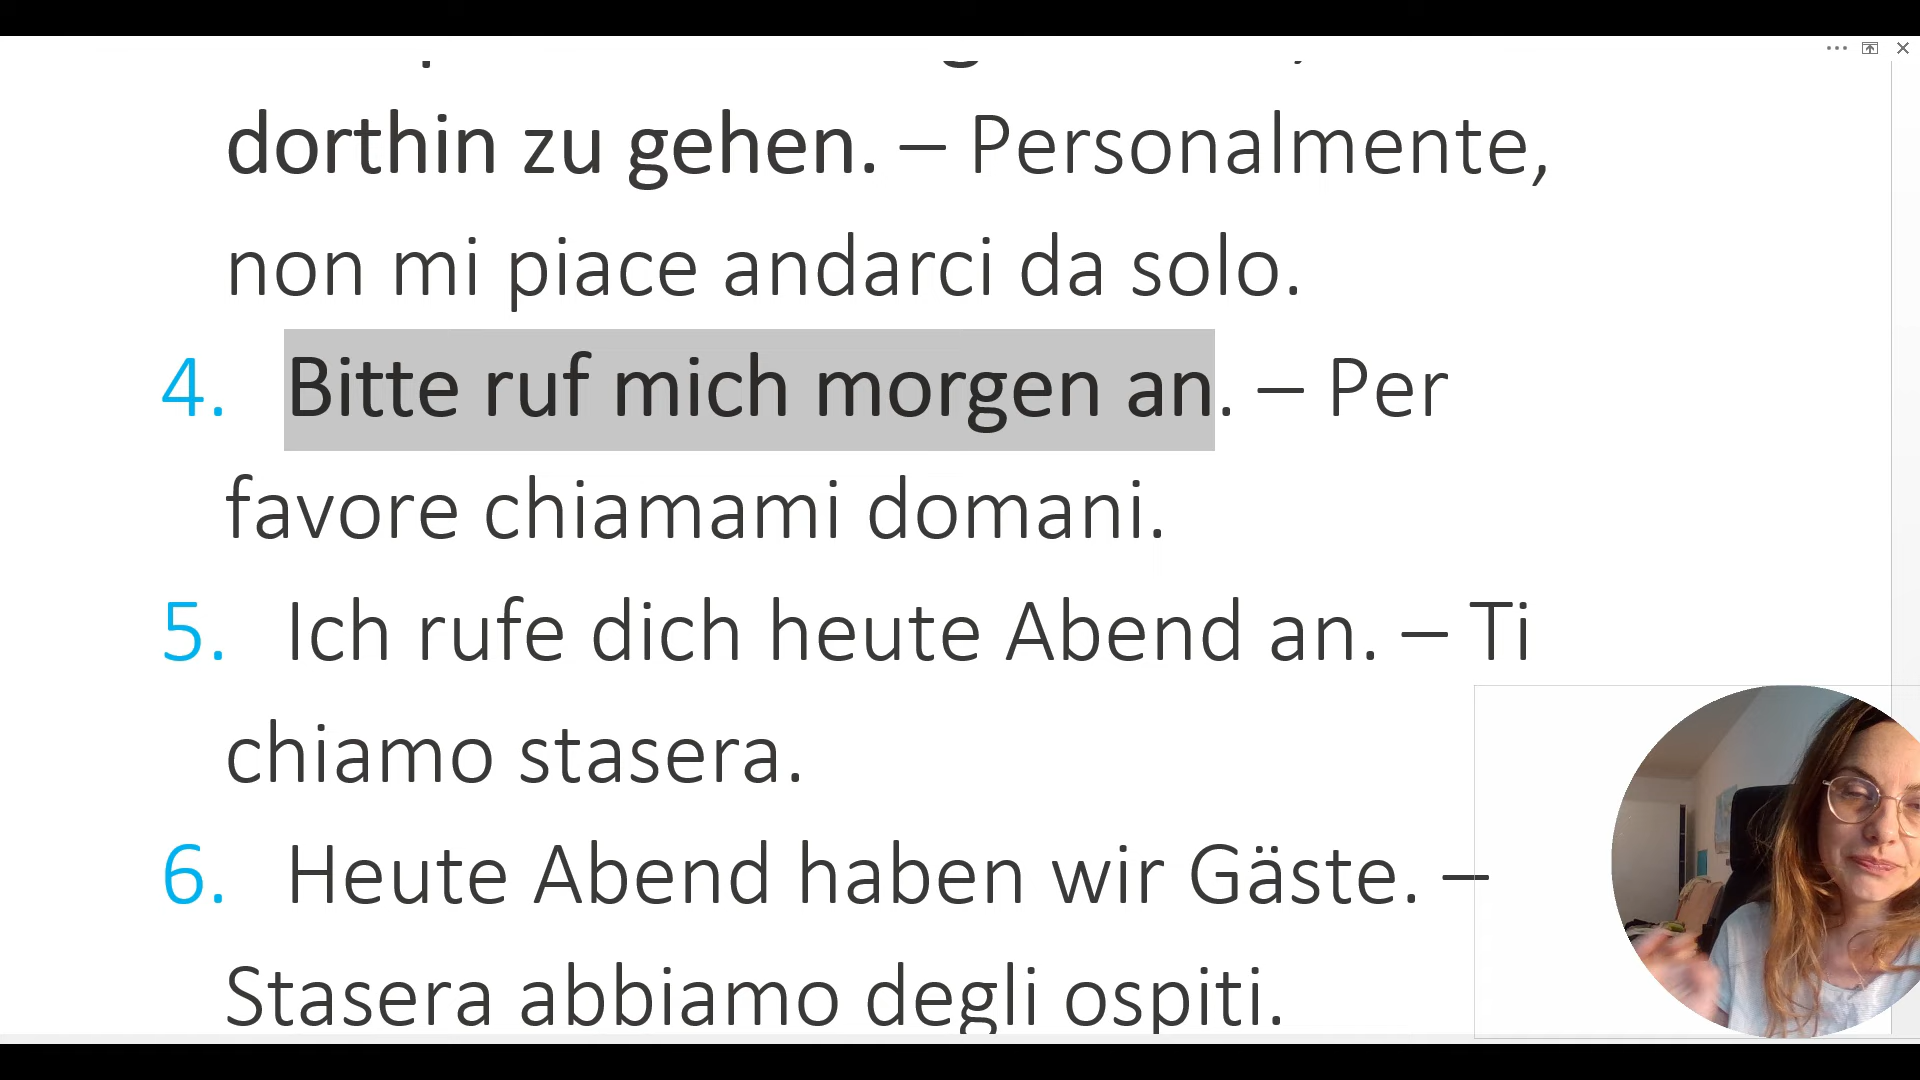 dorthin zu gehen. – Personalmente,
non mi piace andarci da solo.
4. Bitte ruf mich morgen an. – Per
favore chiamami domani.
5. Ich rufe dich heute Abend an. – Ti
chiamo stasera.
6. Heute Abend haben wir Gäste. –
Stasera abbiamo degli ospiti.